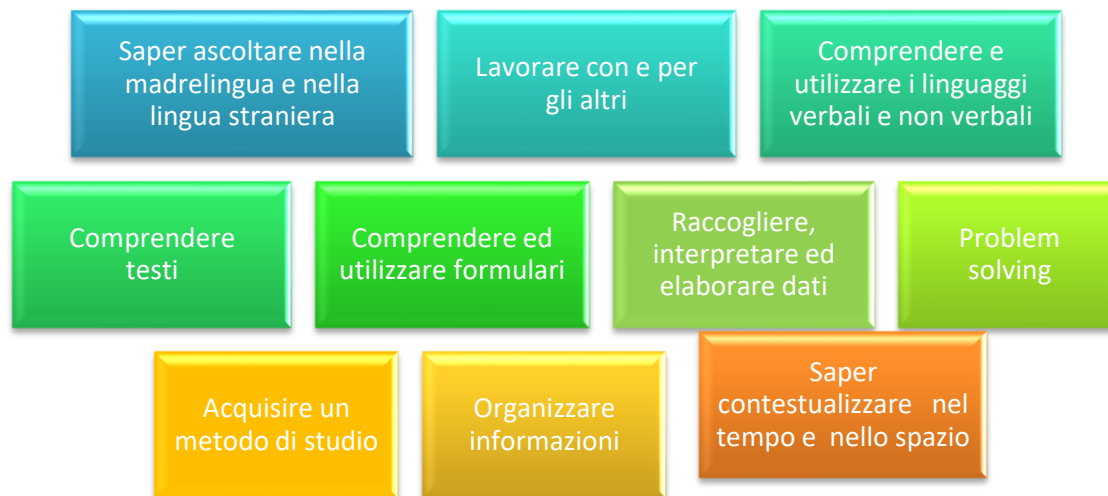 Saper ascoltare nella
madrelingua e nella
lingua straniera
Lavorare con e per
gli altri
Comprendere e
utilizzare i linguaggi
verbali e non verbali
Comprendere
testi
Comprendere ed
utilizzare formulari
Raccogliere,
interpretare ed
elaborare dati
Problem
solving
Acquisire un
metodo di studio
Organizzare
informazioni
Saper
contestualizzare nel
tempo e nello spazio